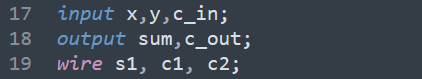 17 input x,y,c_in;
18 output sum,c_out;
19 wire s1, c1, c2;